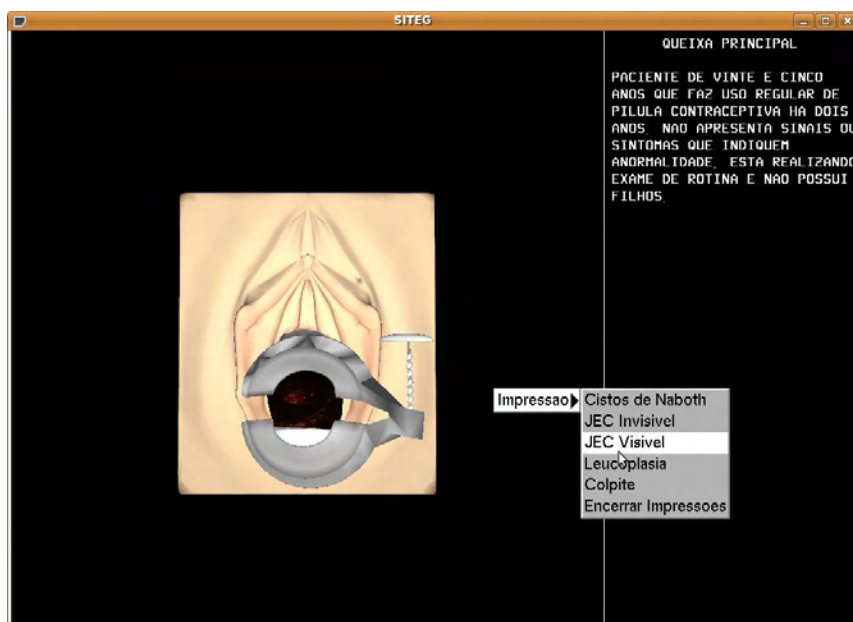 SITEG
QUEIXA PRINCIPAL
PACIENTE DE VINTE E CINCO
ANOS QUE FAZ USO REGULAR DE
PILULA CONTRACEPTIVA HA DOIS
ANOS. NAO APRESENTA SINAIS OU
SINTOMAS QUE INDIQUEM
ANORMALIDADE. ESTA REALIZANDO
EXAME DE ROTINA E NAO POSSUI
FILHOS.
Impressao
Cistos de Naboth
JEC Invisivel
JEC Visivel
Leucoplasia
Colpite
Encerrar Impressoes